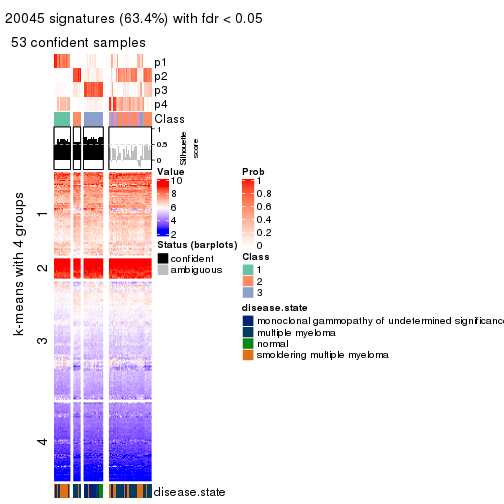 20045 signatures (63.4%) with fdr < 0.05
53 confident samples
p1
p2
p3
p4
Class
1
0.5
0
Silhouette
score
k-means with 4 groups
1
2
3
4
disease.state
Value
10
8
6
4
2
Status (barplots)
confident
ambiguous
Prob
1
0.8
0.6
0.4
0.2
0
Class
1
2
3
disease.state
monoclonal gammopathy of undetermined significance
multiple myeloma
normal
smoldering multiple myeloma